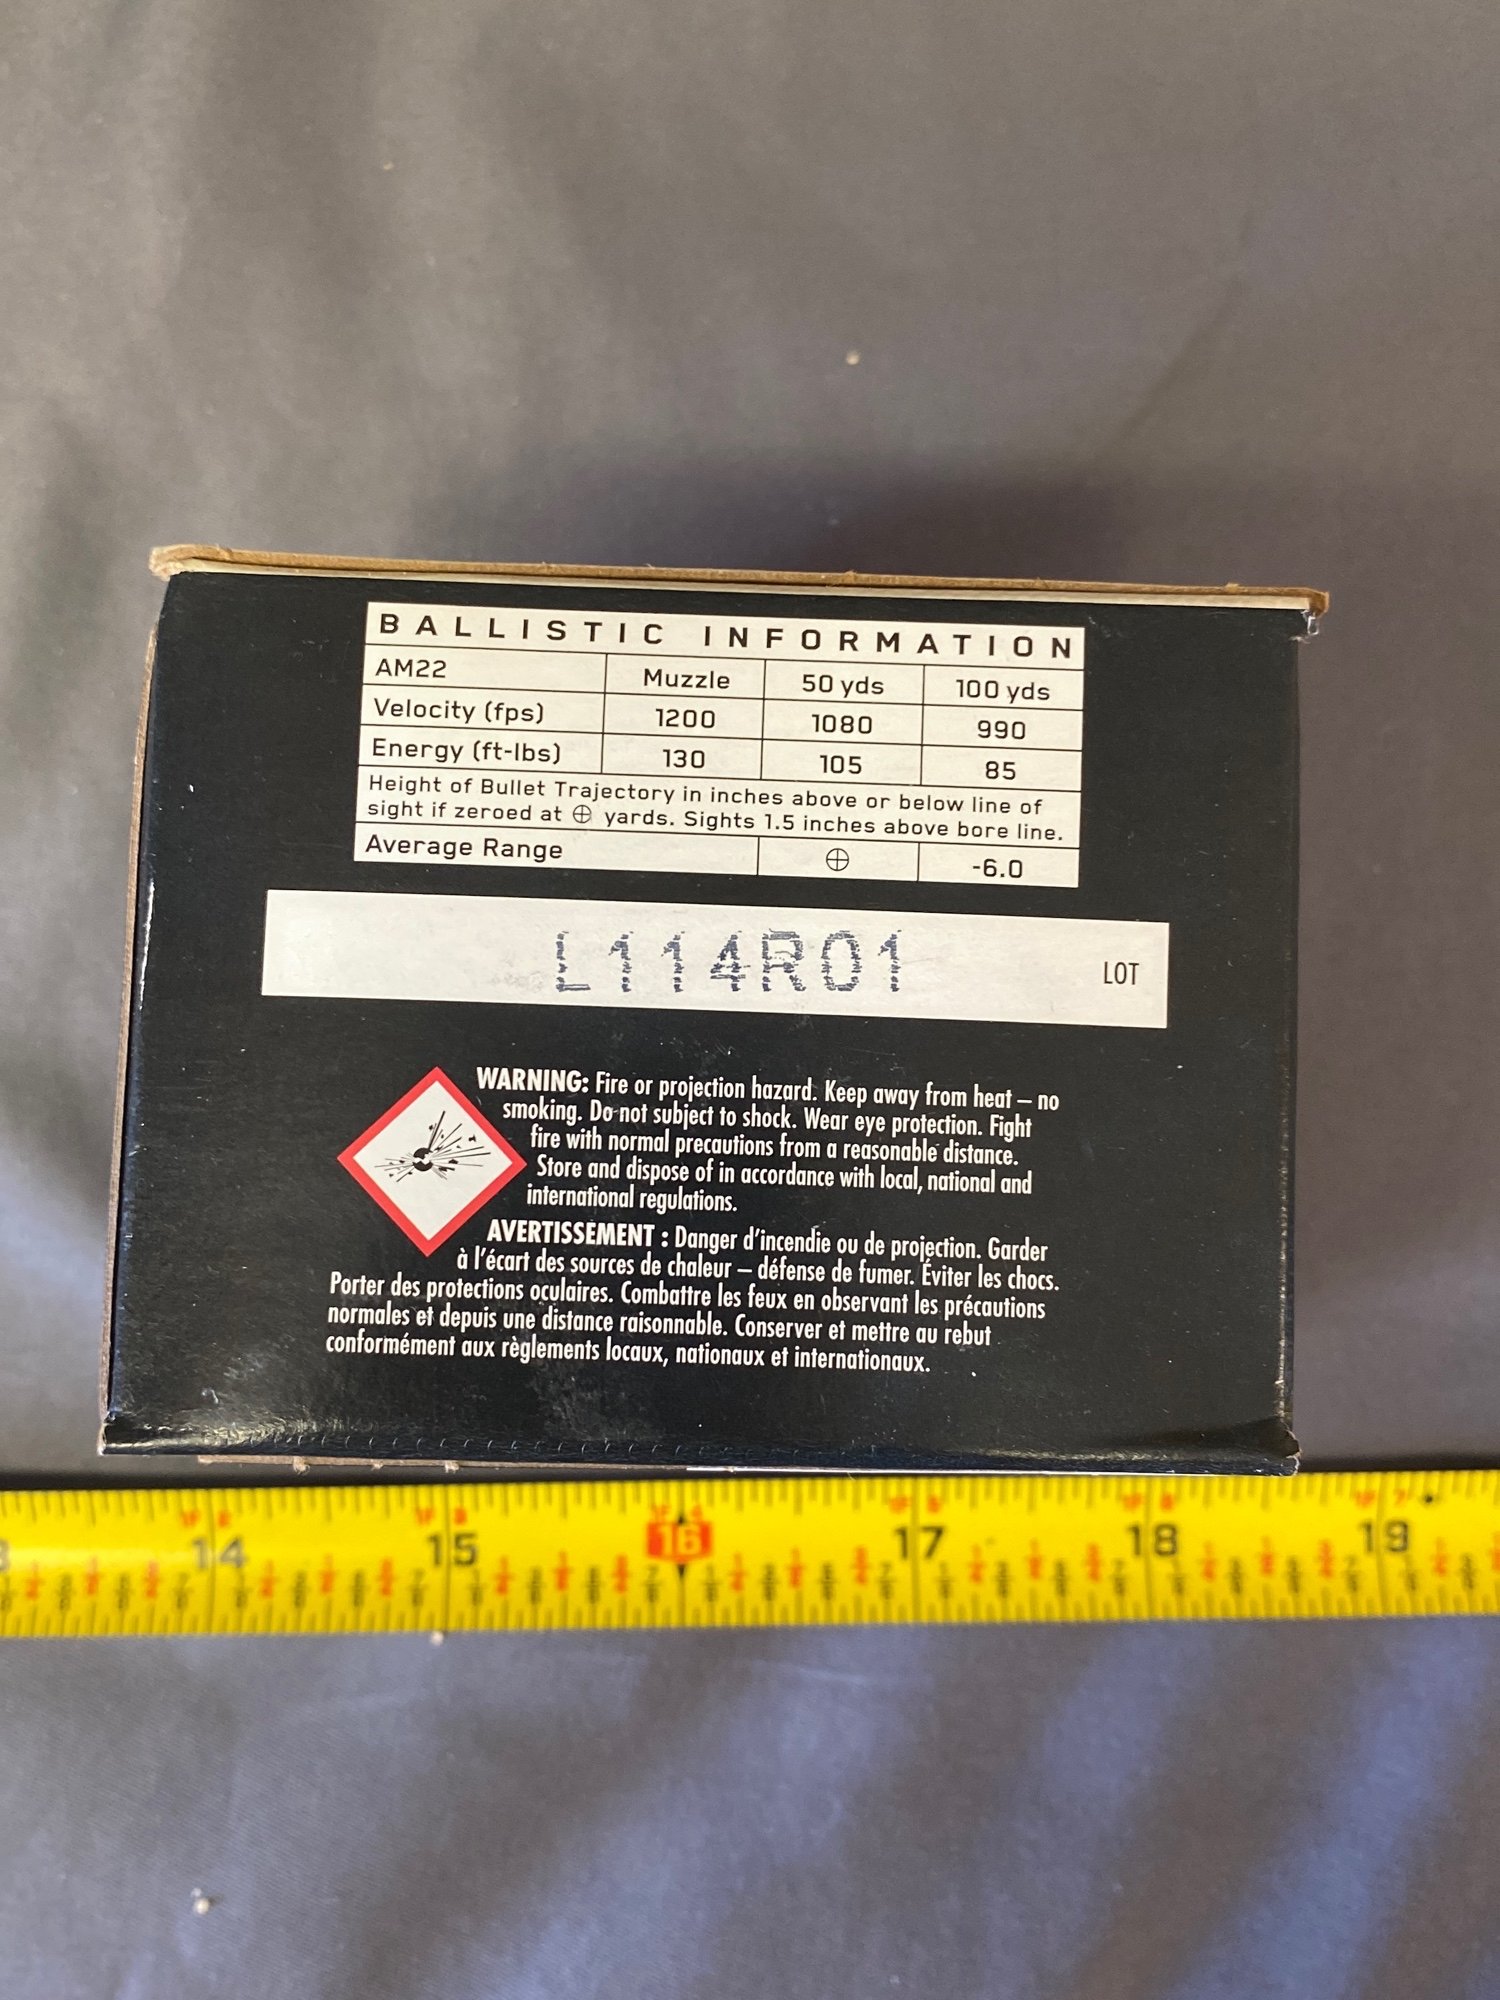 BALLISTIC INFORMATION
AM22 Muzzle 50 yds 100 yds
Velocity (fps) 1200 1080 990
Energy (ft-lbs) 130 105 85
Height of Bullet Trajectory in inches above or below line of
sight if zeroed at ⊕ yards. Sights 1.5 inches above bore line.
Average Range ⊕ -6.0
L114R01 LOT
WARNING: Fire or projection hazard. Keep away from heat – no
smoking. Do not subject to shock. Wear eye protection. Fight
fire with normal precautions from a reasonable distance.
Store and dispose of in accordance with local, national and
international regulations.
AVERTISSEMENT : Danger d'incendie ou de projection. Garder
à l'écart des sources de chaleur – défense de fumer. Éviter les chocs.
Porter des protections oculaires. Combattre les feux en observant les précautions
normales et depuis une distance raisonnable. Conserver et mettre au rebut
conformément aux règlements locaux, nationaux et internationaux.
14 15 16 17 18 19